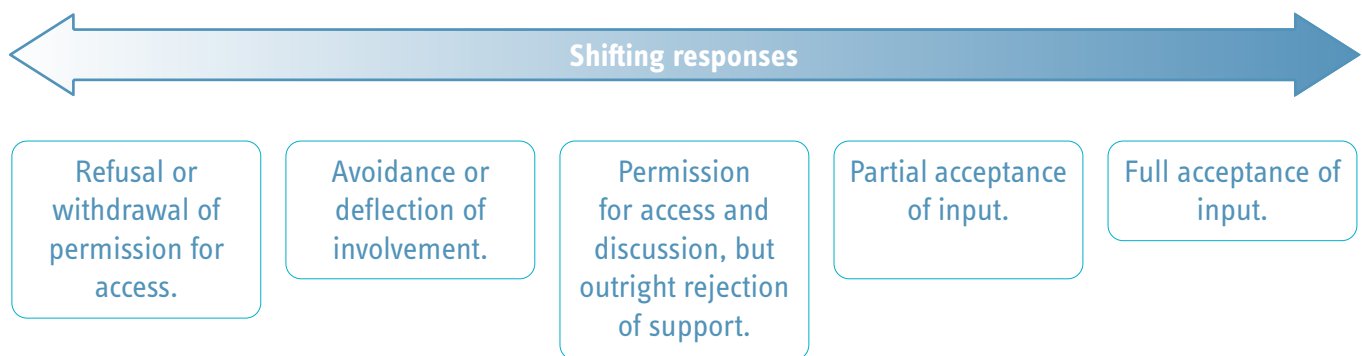 Shifting responses
Refusal or
withdrawal of
permission for
access.
Avoidance or
deflection of
involvement.
Permission
for access and
discussion, but
outright rejection
of support.
Partial acceptance
of input.
Full acceptance of
input.